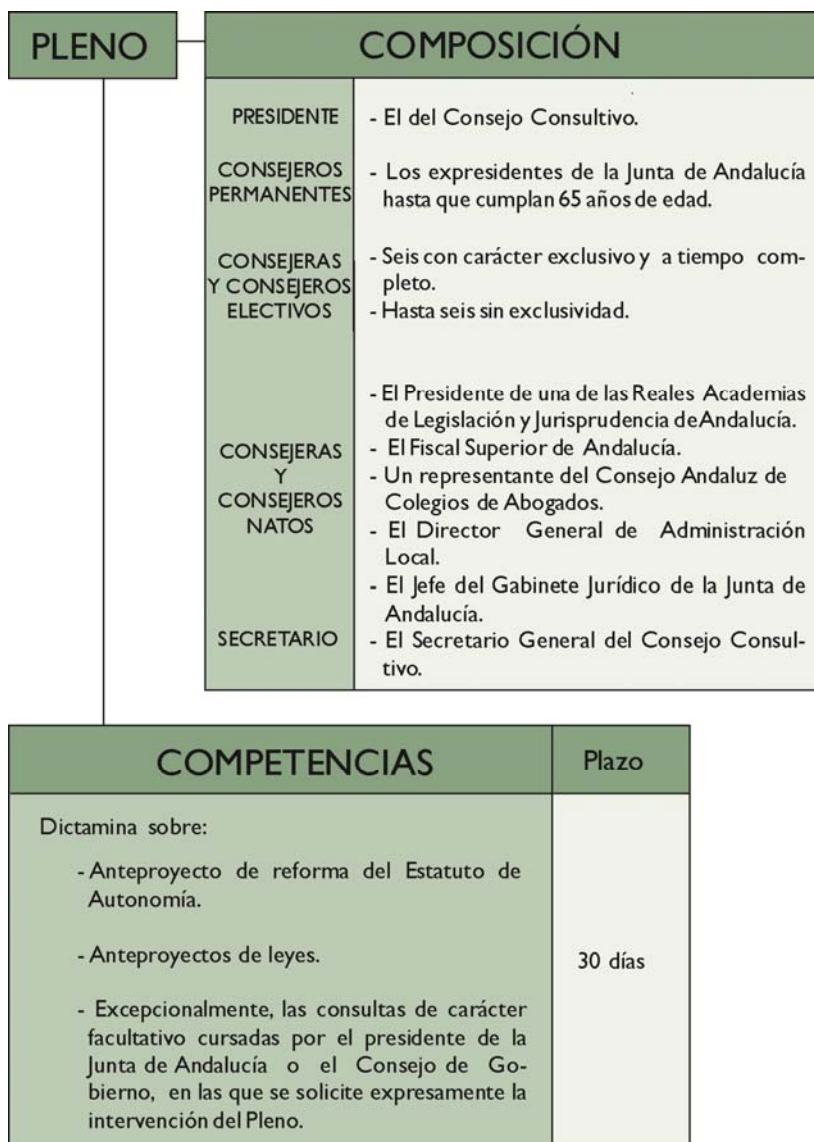 PLENO
COMPOSICIÓN
PRESIDENTE
- El del Consejo Consultivo.
CONSEJEROS
PERMANENTES
- Los expresidentes de la Junta de Andalucía
hasta que cumplan 65 años de edad.
CONSEJERAS
Y CONSEJEROS
ELECTIVOS
- Seis con carácter exclusivo y a tiempo com-
pleto.
- Hasta seis sin exclusividad.
CONSEJERAS
Y
CONSEJEROS
NATOS
- El Presidente de una de las Reales Academias
de Legislación y Jurisprudencia de Andalucía.
- El Fiscal Superior de Andalucía.
- Un representante del Consejo Andaluz de
Colegios de Abogados.
- El Director General de Administración
Local.
- El Jefe del Gabinete Jurídico de la Junta de
Andalucía.
SECRETARIO
- El Secretario General del Consejo Consul-
tivo.
COMPETENCIAS
Plazo
Dictamina sobre:
- Anteproyecto de reforma del Estatuto de
Autonomía.
- Anteproyectos de leyes.
- Excepcionalmente, las consultas de carácter
facultativo cursadas por el presidente de la
Junta de Andalucía o el Consejo de Go-
bierno, en las que se solicite expresamente la
intervención del Pleno.
30 días